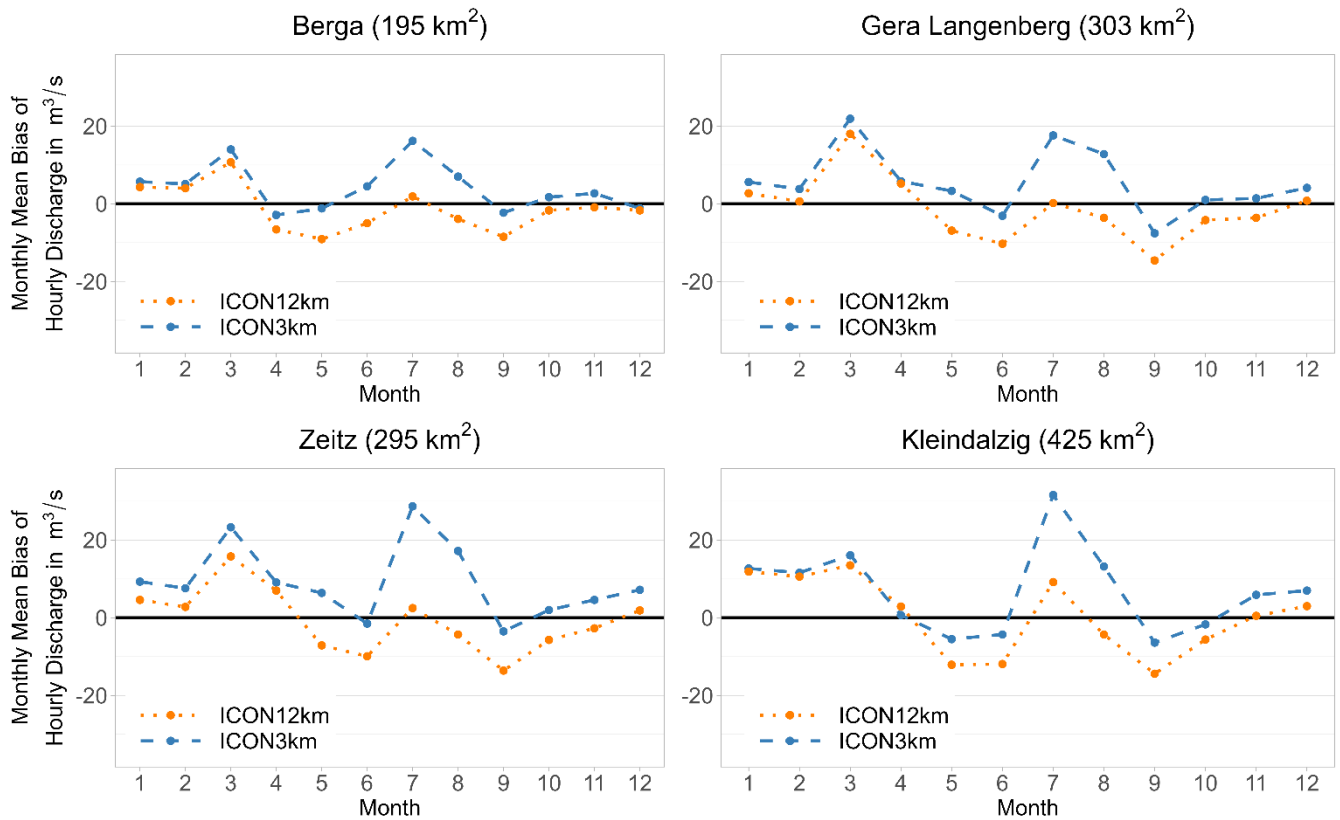 Berga (195 km²)
Monthly Mean Bias of
Hourly Discharge in m³/s
20
0
-20
ICON12km
ICON3km
1 2 3 4 5 6 7 8 9 10 11 12
Month
Gera Langenberg (303 km²)
20
0
-20
ICON12km
ICON3km
1 2 3 4 5 6 7 8 9 10 11 12
Month
Zeitz (295 km²)
Monthly Mean Bias of
Hourly Discharge in m³/s
20
0
-20
ICON12km
ICON3km
1 2 3 4 5 6 7 8 9 10 11 12
Month
Kleindalzig (425 km²)
20
0
-20
ICON12km
ICON3km
1 2 3 4 5 6 7 8 9 10 11 12
Month